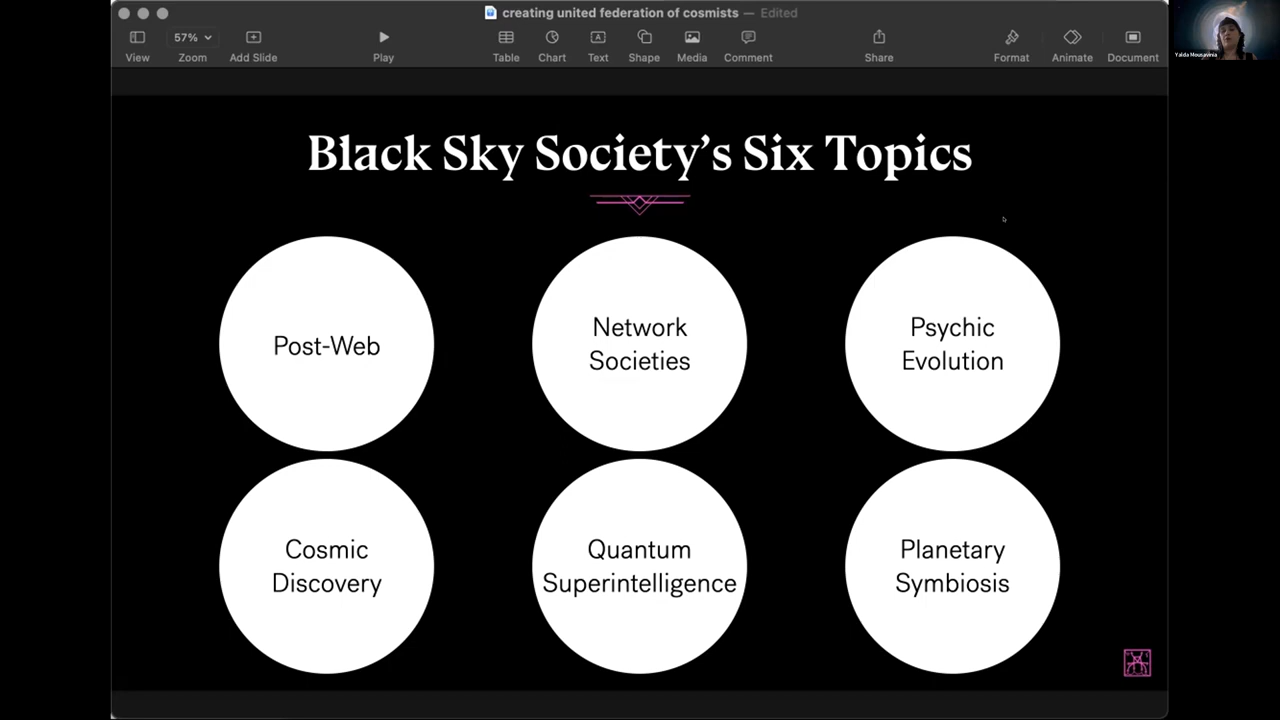 creating united federation of cosmists — Edited
57%
View
Zoom
Add Slide
Play
Table
Chart
Text
Shape
Media
Comment
Share
Format
Animate
Document
Yalda Mousavinia
Black Sky Society’s Six Topics
Post-Web
Network
Societies
Psychic
Evolution
Cosmic
Discovery
Quantum
Superintelligence
Planetary
Symbiosis